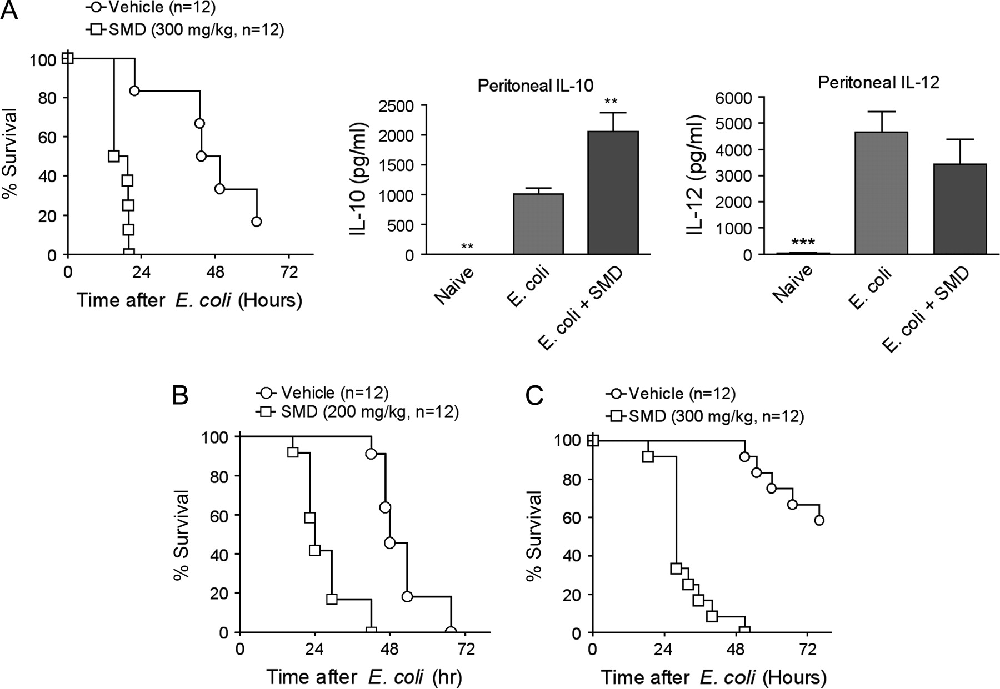 A
Vehicle (n=12)
SMD (300 mg/kg, n=12)
100
80
60
40
20
0
% Survival
0 24 48 72
Time after E. coli (Hours)
Peritoneal IL-10
2500
2000
1500
1000
500
0
IL-10 (pg/ml)
**
**
Naive
E. coli
E. coli + SMD
Peritoneal IL-12
6000
5000
4000
3000
2000
1000
0
IL-12 (pg/ml)
***
Naive
E. coli
E. coli + SMD
B
Vehicle (n=12)
SMD (200 mg/kg, n=12)
100
80
60
40
20
0
% Survival
0 24 48 72
Time after E. coli (hr)
C
Vehicle (n=12)
SMD (300 mg/kg, n=12)
100
80
60
40
20
0
% Survival
0 24 48 72
Time after E. coli (Hours)